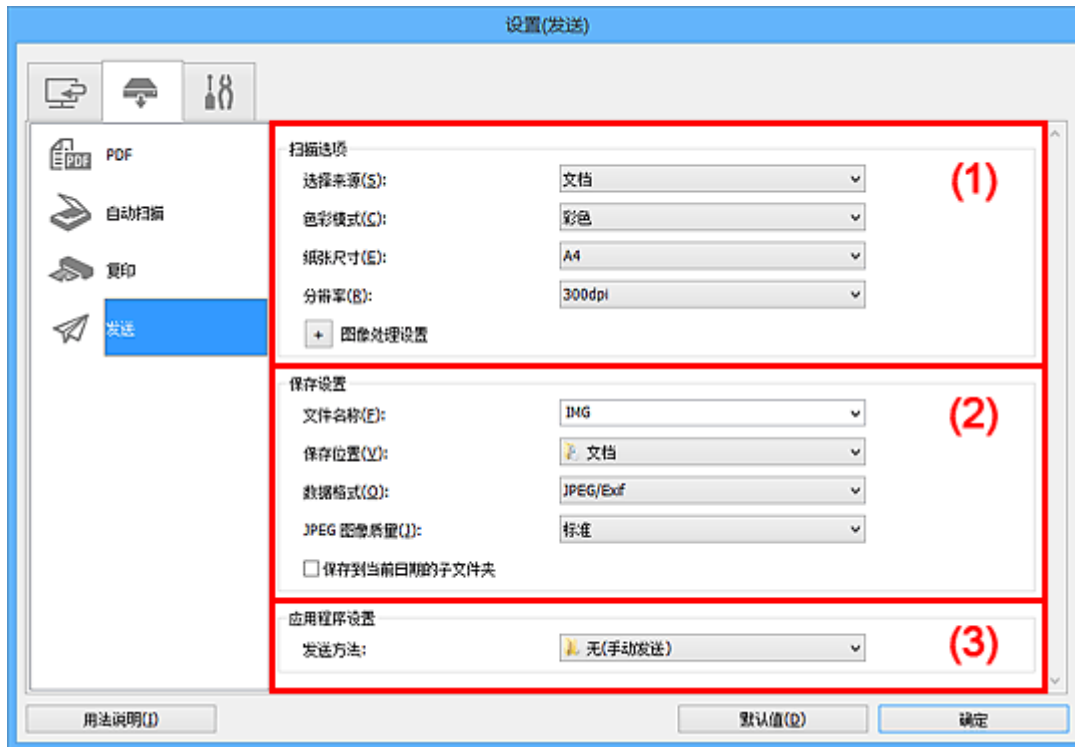 设置(发送)
PDF
自动扫描
复印
发送
扫描选项
(1)
选择来源(S): 文档
色彩模式(C): 彩色
纸张尺寸(E): A4
分辨率(R): 300dpi
+ 图像处理设置
保存设置
(2)
文件名称(F): IMG
保存位置(V): 文档
数据格式(O): JPEG/Exif
JPEG 图像质量(J): 标准
保存到当前日期的子文件夹
应用程序设置
(3)
发送方法: 无(手动发送)
用法说明(I) 默认值(D) 确定